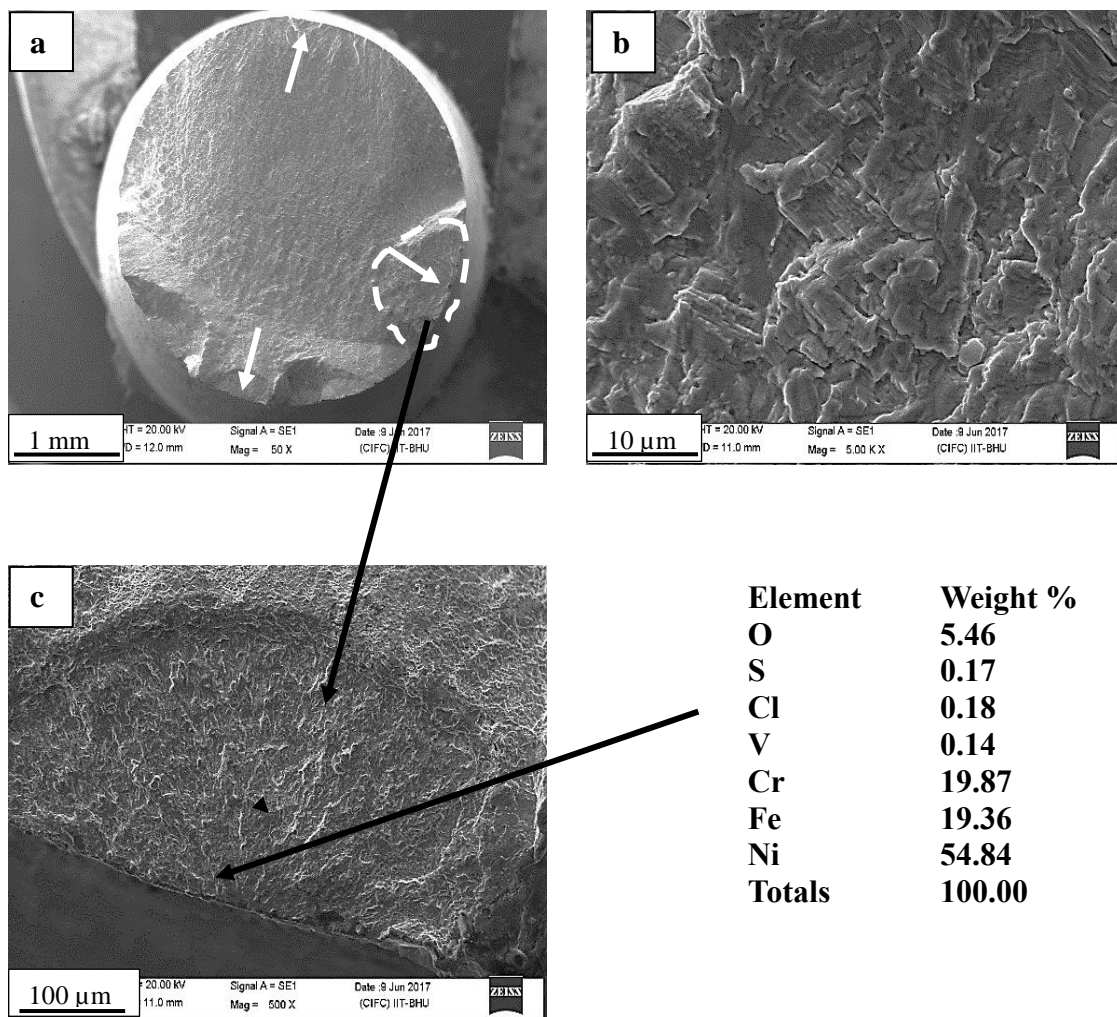 a
1 mm
HT = 20.00 kV Signal A = SE1 Date :9 Jun 2017 ZEISS
D = 12.0 mm Mag = 50 X (CIFC) IIT-BHU
b
10 µm
HT = 20.00 kV Signal A = SE1 Date :9 Jun 2017 ZEISS
D = 11.0 mm Mag = 5.00 K X (CIFC) IIT-BHU
c
100 µm
= 20.00 kV Signal A = SE1 Date :9 Jun 2017 ZEISS
= 11.0 mm Mag = 500 X (CIFC) IIT-BHU
Element Weight %
O 5.46
S 0.17
Cl 0.18
V 0.14
Cr 19.87
Fe 19.36
Ni 54.84
Totals 100.00